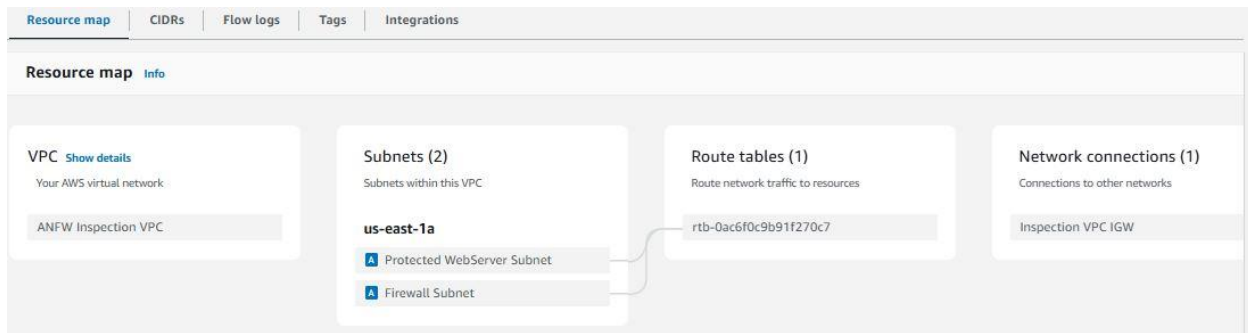 Resource map CIDRs Flow logs Tags Integrations
Resource map Info
VPC Show details
Your AWS virtual network
ANFW Inspection VPC
Subnets (2)
Subnets within this VPC
us-east-1a
A Protected WebServer Subnet
A Firewall Subnet
Route tables (1)
Route network traffic to resources
rtb-0ac6f0c9b91f270c7
Network connections (1)
Connections to other networks
Inspection VPC IGW